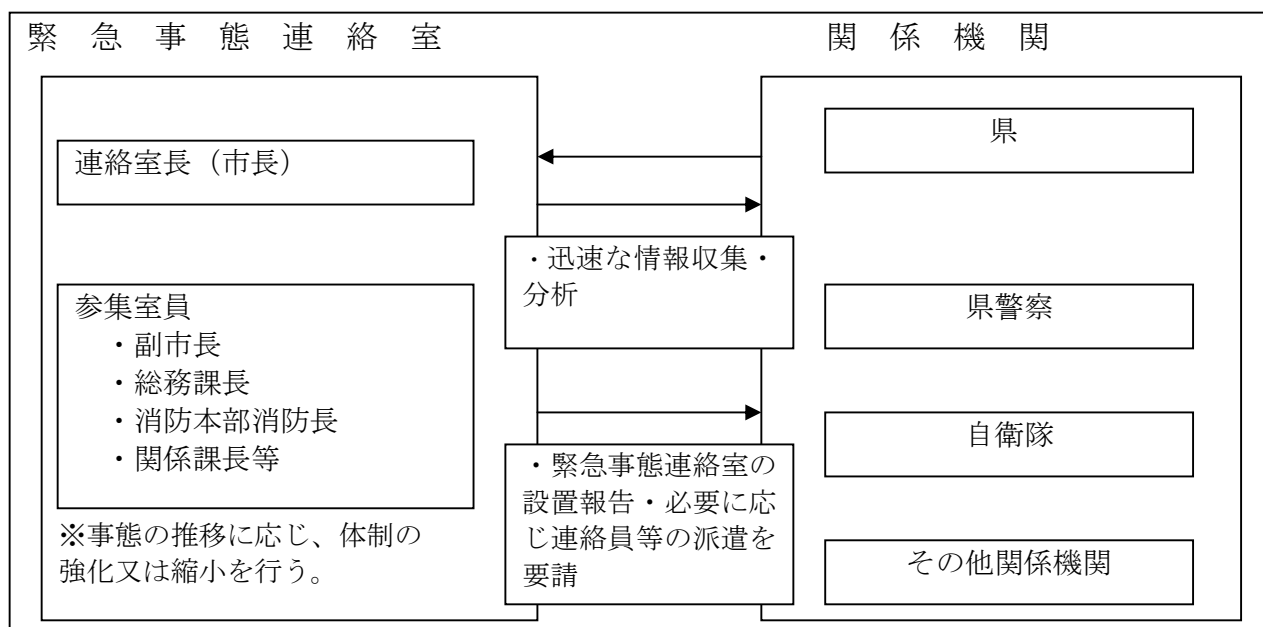 緊急事態連絡室
関係機関
連絡室長（市長）
参集室員
・副市長
・総務課長
・消防本部消防長
・関係課長等
※事態の推移に応じ、体制の
強化又は縮小を行う。
・迅速な情報収集・
分析
・緊急事態連絡室の
設置報告・必要に応
じ連絡員等の派遣を
要請
県
県警察
自衛隊
その他関係機関